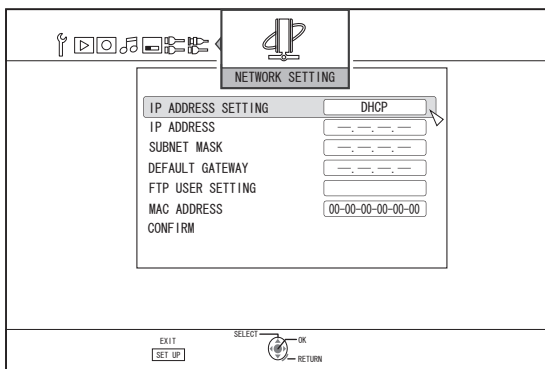 NETWORK SETTING
IP ADDRESS SETTING DHCP
IP ADDRESS —.—.—.—
SUBNET MASK —.—.—.—
DEFAULT GATEWAY —.—.—.—
FTP USER SETTING
MAC ADDRESS 00-00-00-00-00-00
CONFIRM
EXIT
SET UP
SELECT
OK
RETURN